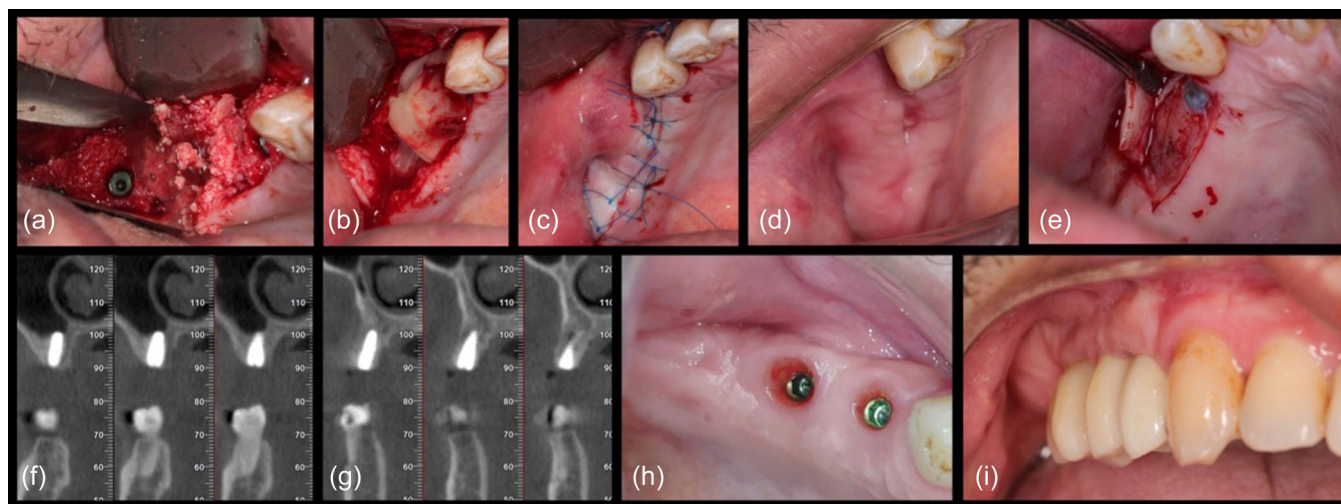 (a) (b) (c) (d) (e)
120 120 120 120 120 120
110 110 110 110 110 110
100 100 100 100 100 100
90 90 90 90 90 90
80 80 80 80 80 80
70 70 70 70 70 70
60 60 60 60 60 60
(f) (g) (h) (i)